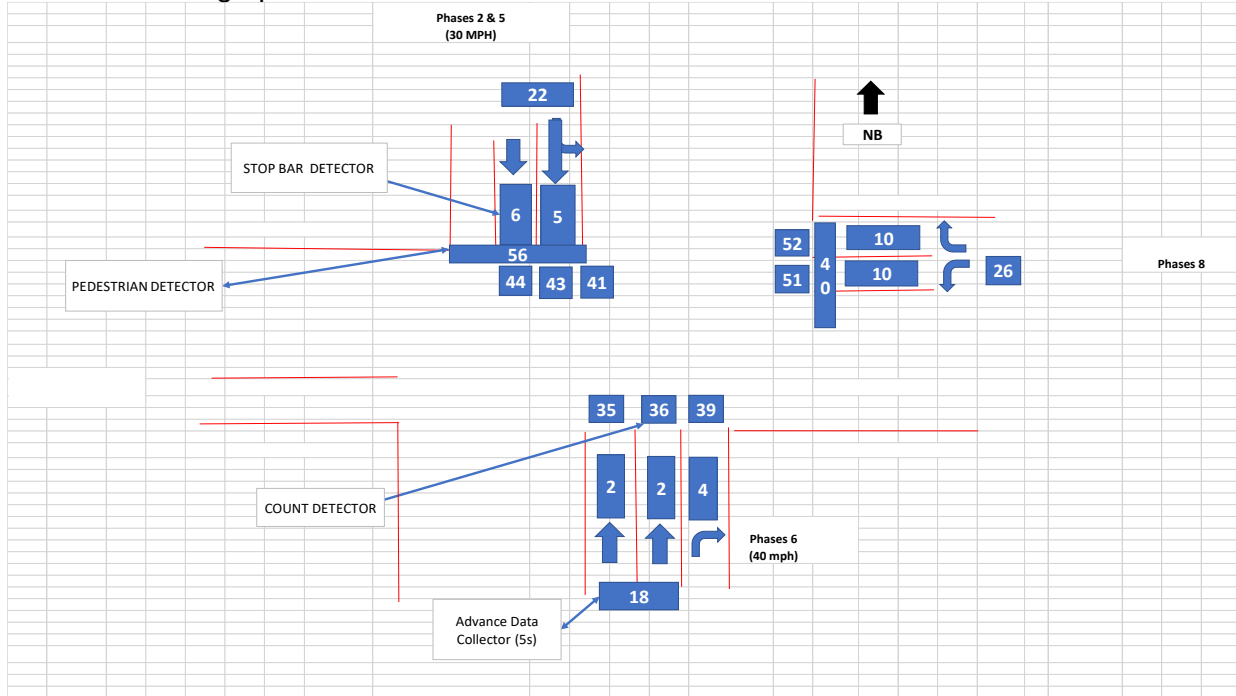 Phases 2 & 5
(30 MPH)
22
NB
STOP BAR DETECTOR
6
5
52
4
0
10
56
51
10
26
Phases 8
PEDESTRIAN DETECTOR
44
43
41
35
36
39
2
2
4
COUNT DETECTOR
Phases 6
(40 mph)
18
Advance Data
Collector (5s)